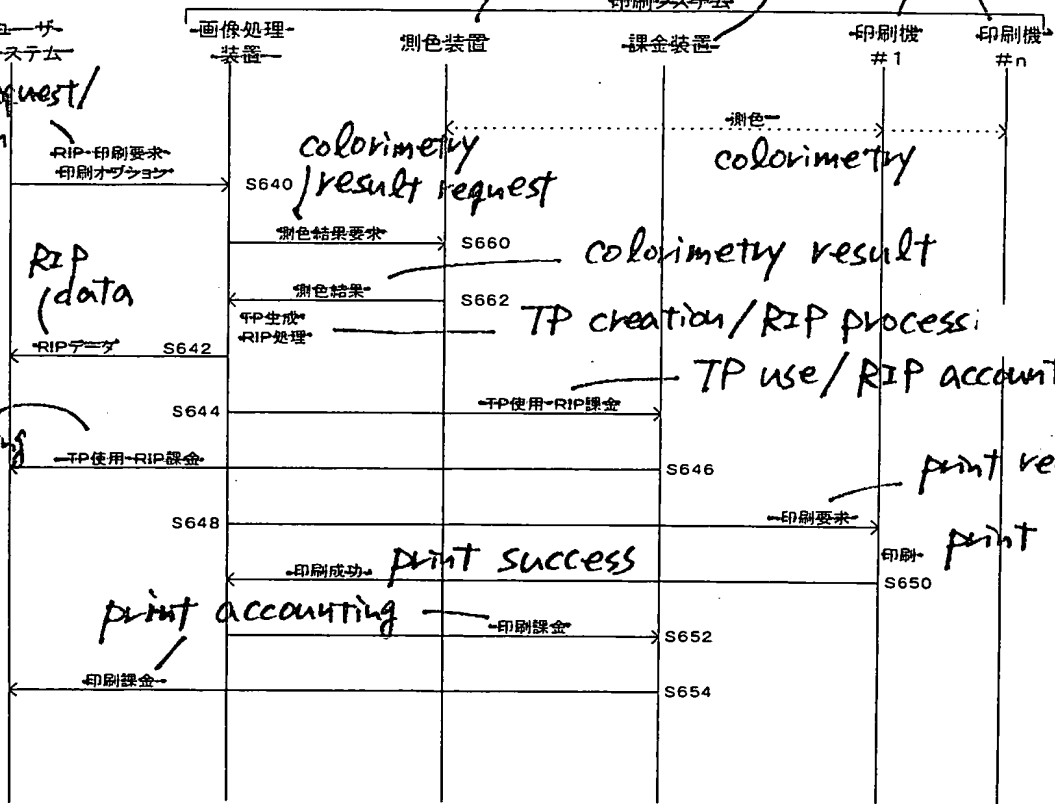 印刷システム
ユーザ
システム
画像処理
装置
測色装置
課金装置
印刷機
#1
印刷機
#n
測色
colorimetry
RIP・印刷要求
印刷オプション
S640
colorimetry
result request
測色結果要求
S660
colorimetry result
測色結果
S662
RIP
data
TP生成
RIP処理
TP creation/RIP
RIPデータ
S642
TP use/RIP
S644
TP使用・RIP課金
TP使用・RIP課金
S646
print
S648
印刷要求
印刷
print
print success
印刷成功
S650
print accounting
印刷課金
S652
印刷課金
S654